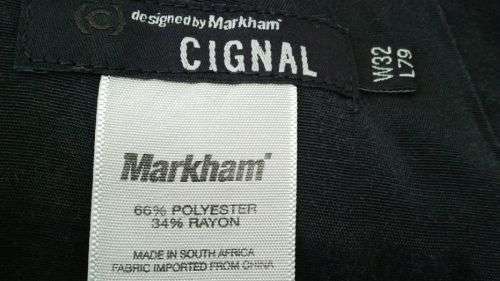 designed by Markham
CIGNAL
W32
L79
Markham
66% POLYESTER
34% RAYON
MADE IN SOUTH AFRICA
FABRIC IMPORTED FROM CHINA